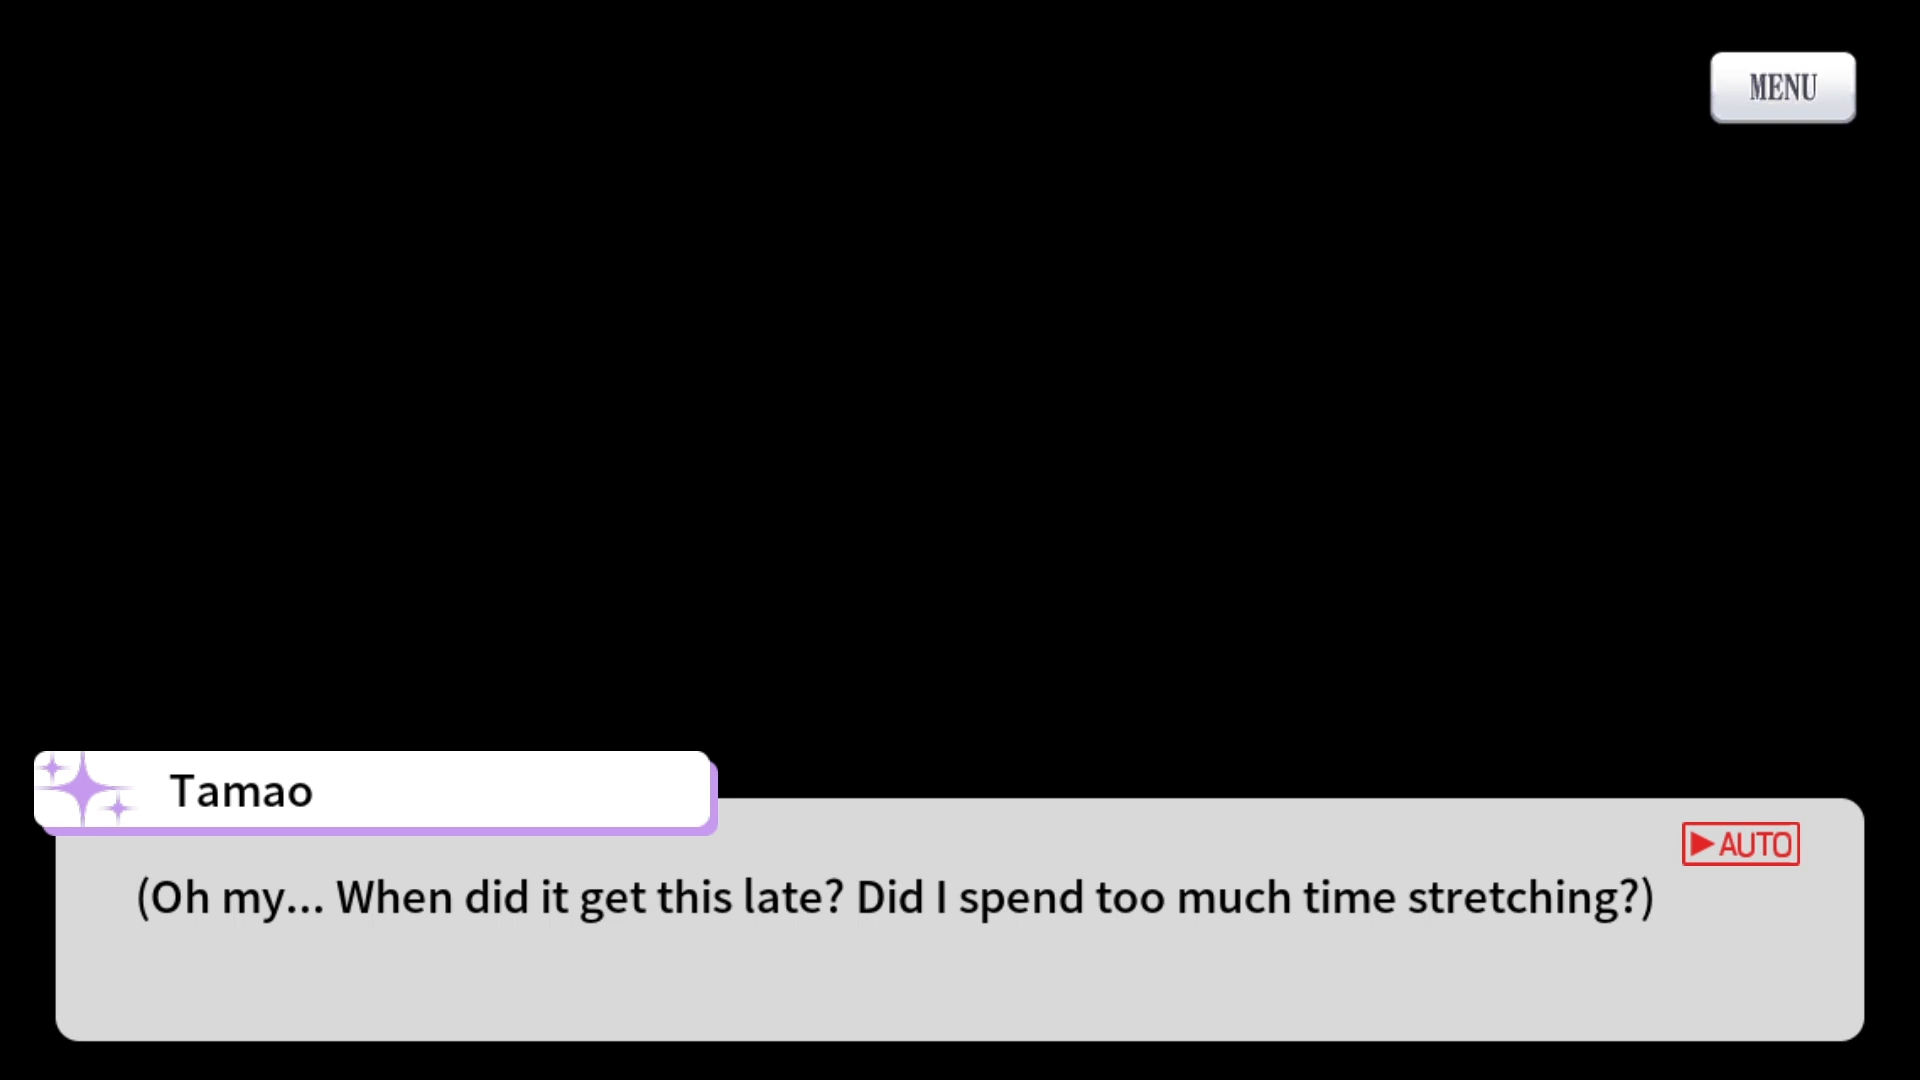 MENU
Tamao
▶AUTO
(Oh my... When did it get this late? Did I spend too much time stretching?)